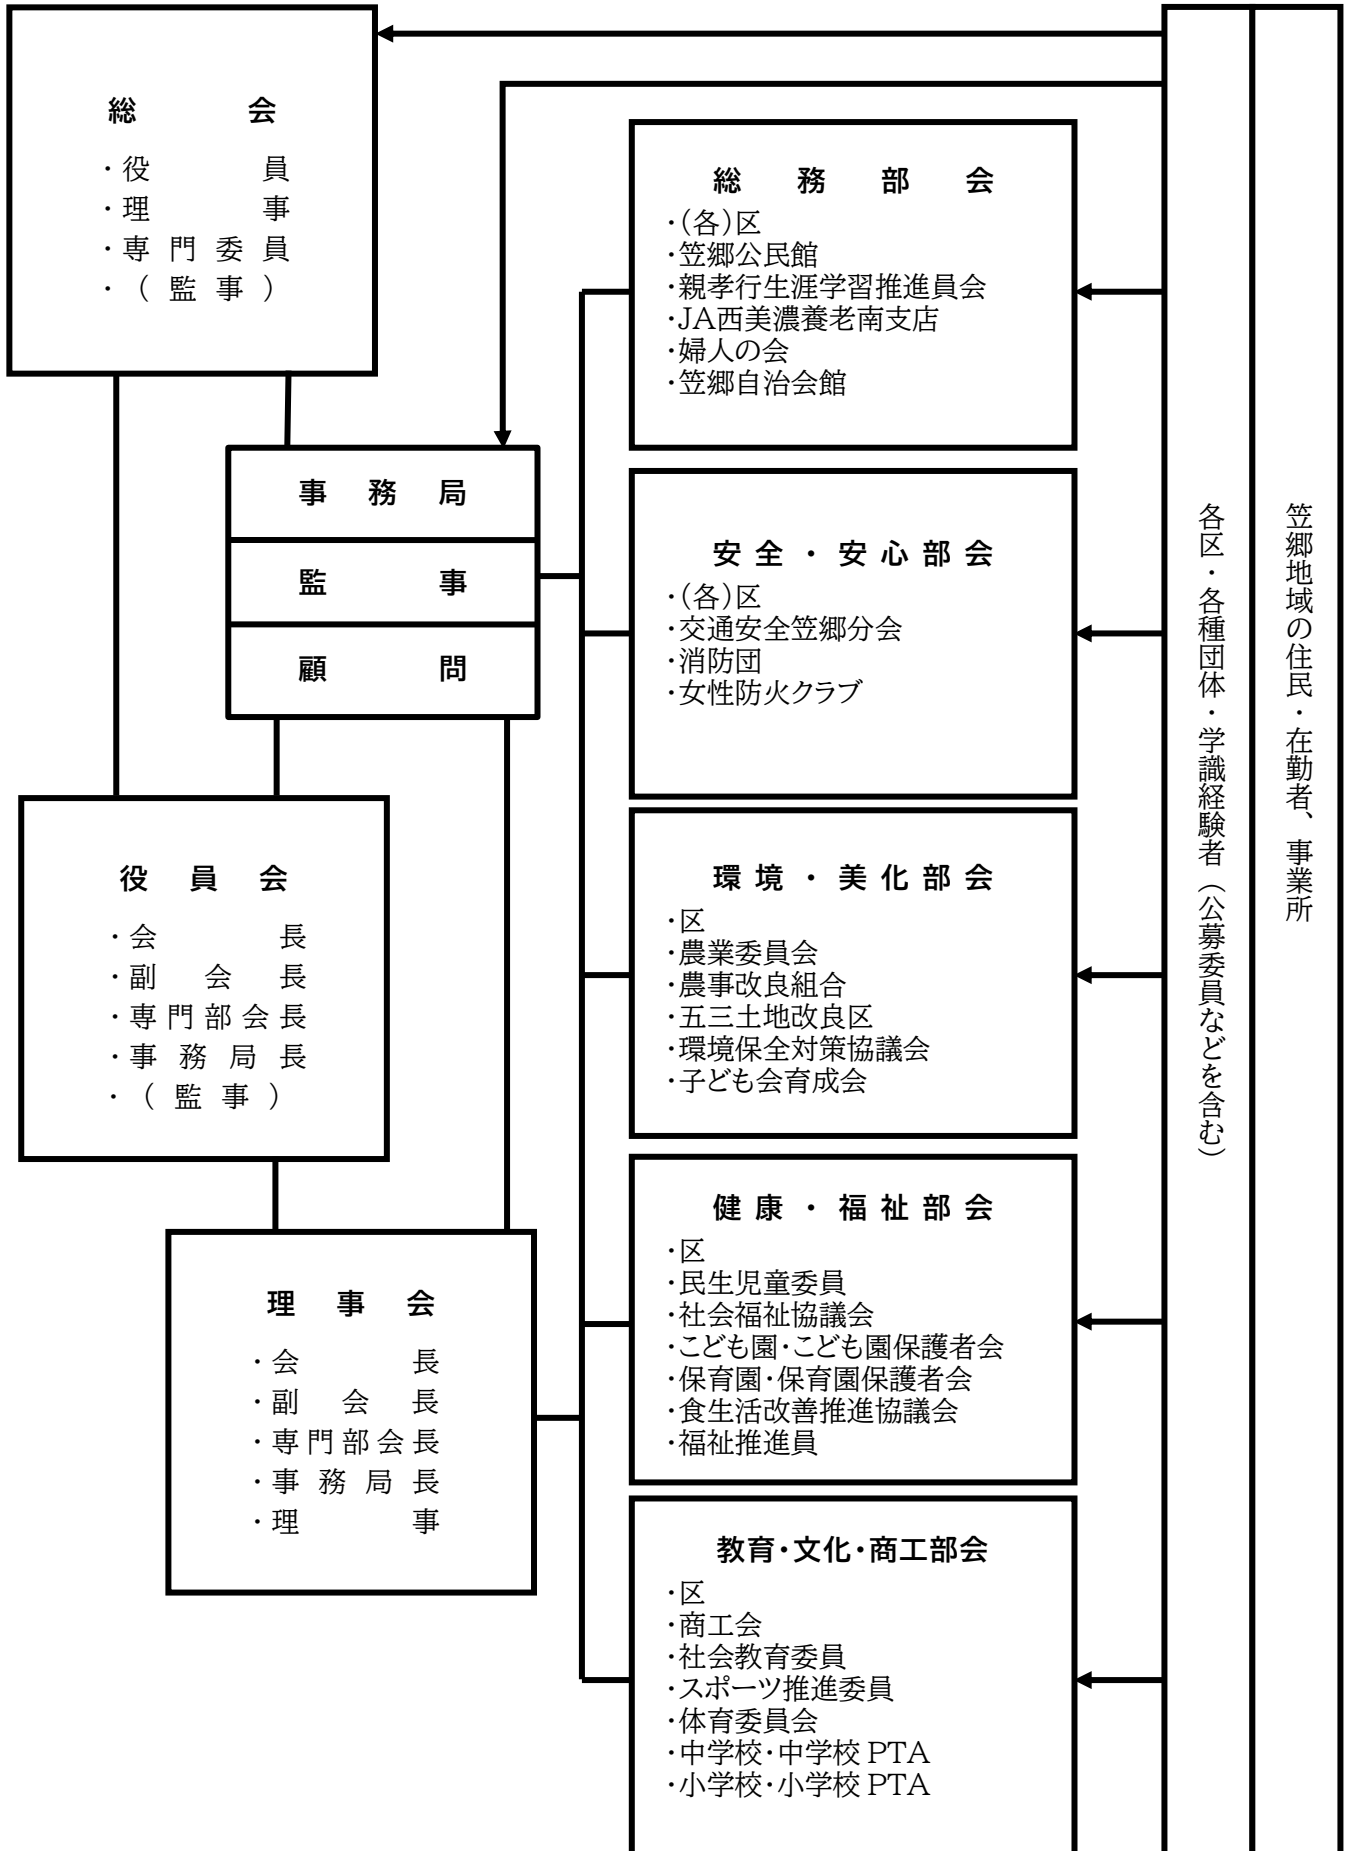 総会
・役員
・理事
・専門委員
・(監事)
事務局
監事
顧問
役員会
・会長
・副会長
・専門部会長
・事務局長
・(監事)
理事会
・会長
・副会長
・専門部会長
・事務局長
・理事
総務部会
・(各)区
・笠郷公民館
・親孝行生涯学習推進員会
・JA西美濃養老南支店
・婦人の会
・笠郷自治会館
安全・安心部会
・(各)区
・交通安全笠郷分会
・消防団
・女性防火クラブ
環境・美化部会
・区
・農業委員会
・農事改良組合
・五三土地改良区
・環境保全対策協議会
・子ども会育成会
健康・福祉部会
・区
・民生児童委員
・社会福祉協議会
・こども園・こども園保護者会
・保育園・保育園保護者会
・食生活改善推進協議会
・福祉推進員
教育・文化・商工部会
・区
・商工会
・社会教育委員
・スポーツ推進委員
・体育委員会
・中学校・中学校 PTA
・小学校・小学校 PTA
各区・各種団体・学識経験者（公募委員などを含む）
笠郷地域の住民・在勤者、事業所